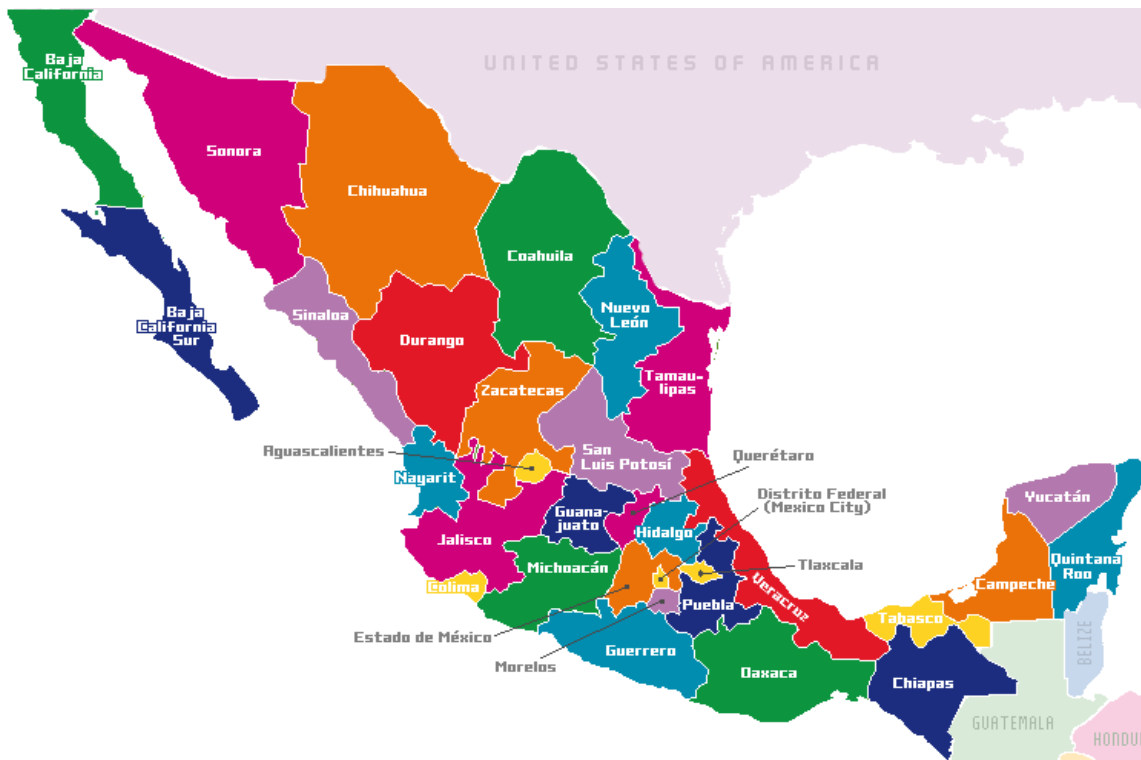 Baja
California
UNITED STATES OF AMERICA
Sonora
Chihuahua
Coahuila
Baja
California
Sur
Sinaloa
Nuevo
León
Durango
Tamau-
lipas
Zacatecas
Aguascalientes
San
Luis Potosí
Querétaro
Nayarit
Distrito Federal
(Mexico City)
Yucatán
Guana-
juato
Hidalgo
Jalisco
Quintana
Roo
Michoacán
Tlaxcala
Campeche
Colima
Veracruz
Puebla
Tabasco
Estado de México
Guerrero
Morelos
Oaxaca
Chiapas
BELIZE
GUATEMALA
HONDU